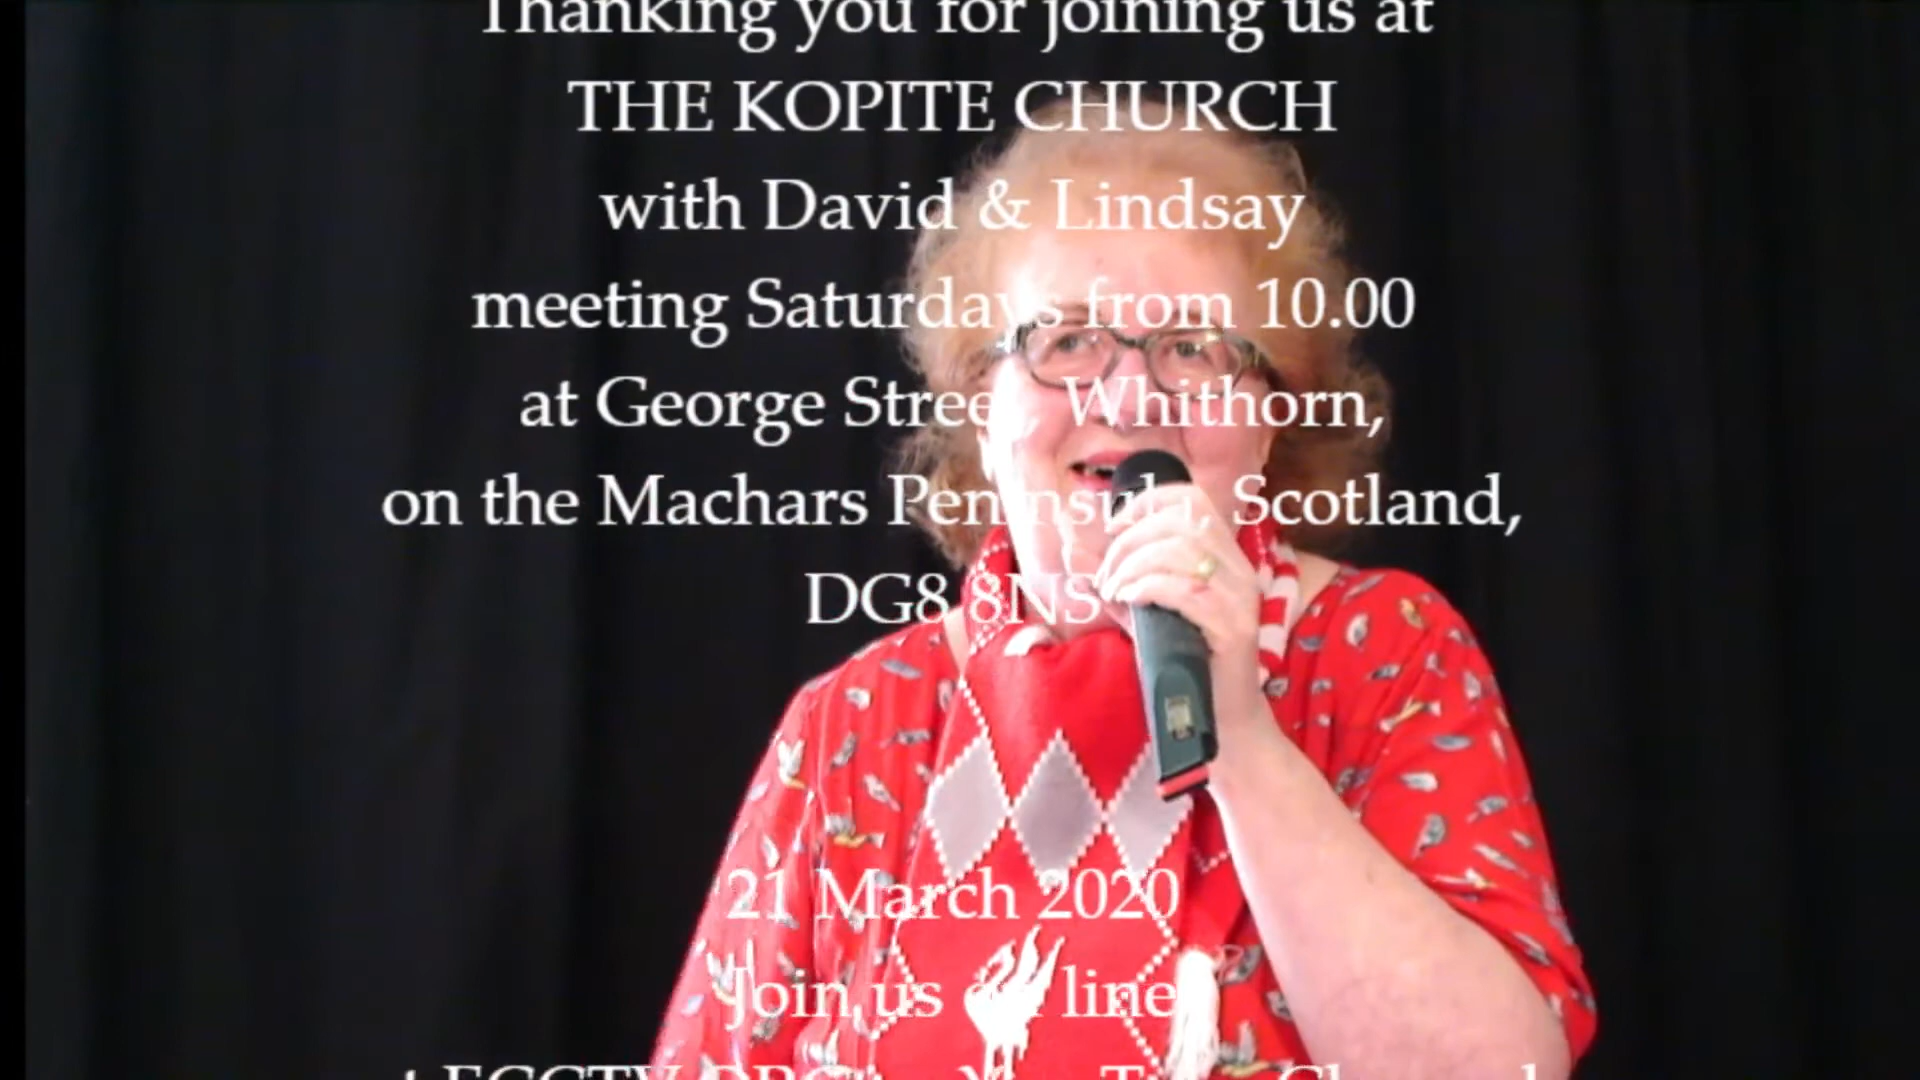 Thanking you for joining us at
THE KOPITE CHURCH
with David & Lindsay
meeting Saturdays from 10.00
at George Street, Whithorn,
on the Machars Peninsula, Scotland,
DG8 8NS
21 March 2020
Join us on line